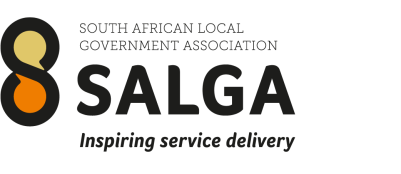 SOUTH AFRICAN LOCAL
GOVERNMENT ASSOCIATION
SALGA
Inspiring service delivery